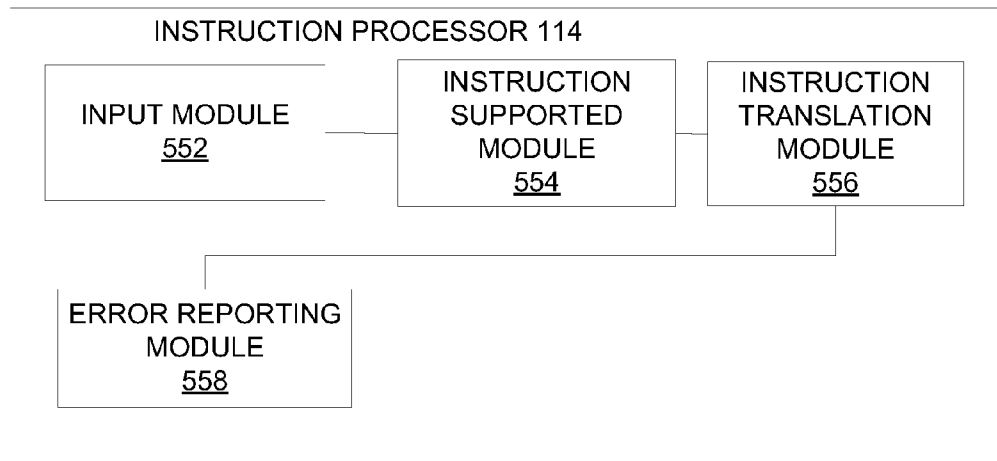 INSTRUCTION PROCESSOR 114
INPUT MODULE
552
INSTRUCTION
SUPPORTED
MODULE
554
INSTRUCTION
TRANSLATION
MODULE
556
ERROR REPORTING
MODULE
558